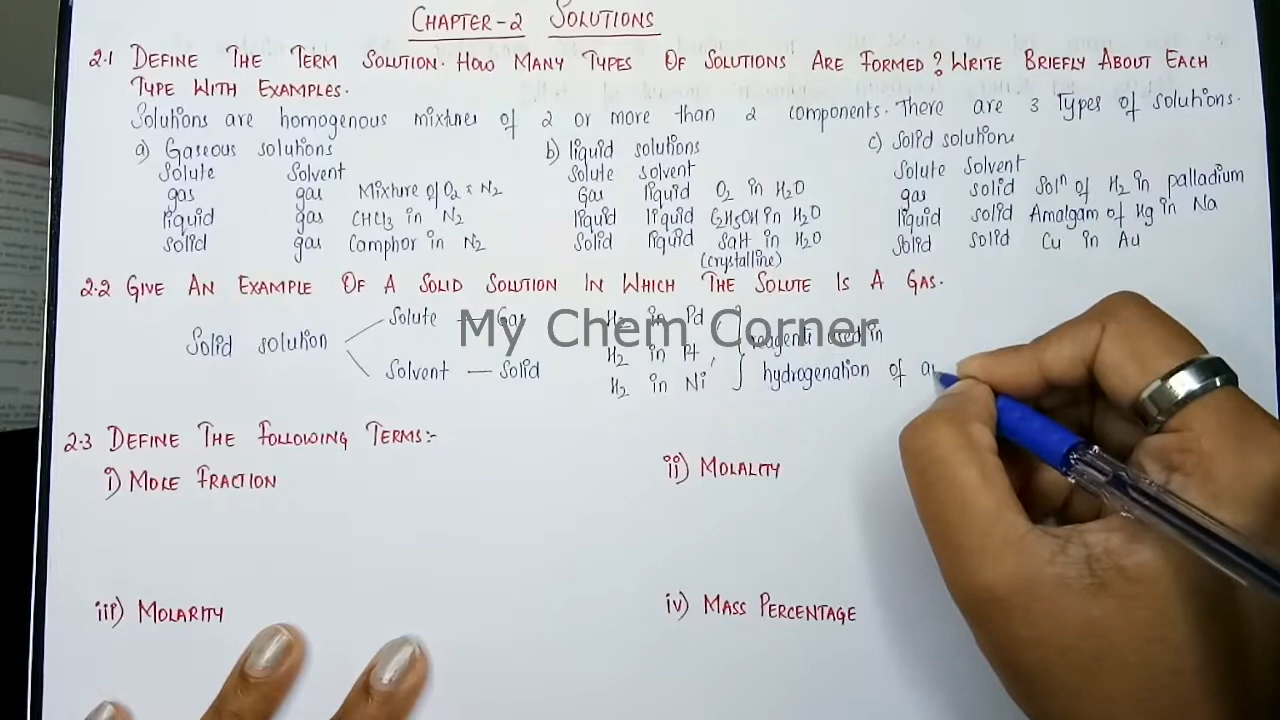 CHAPTER-2 SOLUTIONS
2.1 DEFINE THE TERM SOLUTION. HOW MANY TYPES OF SOLUTIONS ARE FORMED? WRITE BRIEFLY ABOUT EACH
TYPE WITH EXAMPLES.
Solutions are homogenous mixtures of 2 or more than 2 components. There are 3 Types of solutions.
a) Gaseous solutions b) liquid solutions c) Solid solutions
Solute Solvent Solute solvent Solute Solvent
gas gas Mixture of O2 & N2 Gas liquid O2 in H2O gas solid Solⁿ of H2 in palladium
liquid gas CHCl3 in N2 liquid liquid C2H5OH in H2O liquid solid Amalgam of Hg in Na
solid gas Camphor in N2 Solid liquid Salt in H2O Solid solid Cu in Au
(crystalline)
2.2 GIVE AN EXAMPLE OF A SOLID SOLUTION IN WHICH THE SOLUTE IS A GAS.
Solute — Gas H2 in Pd,
My Chem Corner
Solid solution reagents used in
H2 in Pt,
Solvent — Solid H2 in Ni hydrogenation of
2.3 DEFINE THE FOLLOWING TERMS:-
i) MOLE FRACTION ii) MOLALITY
iii) MOLARITY iv) MASS PERCENTAGE